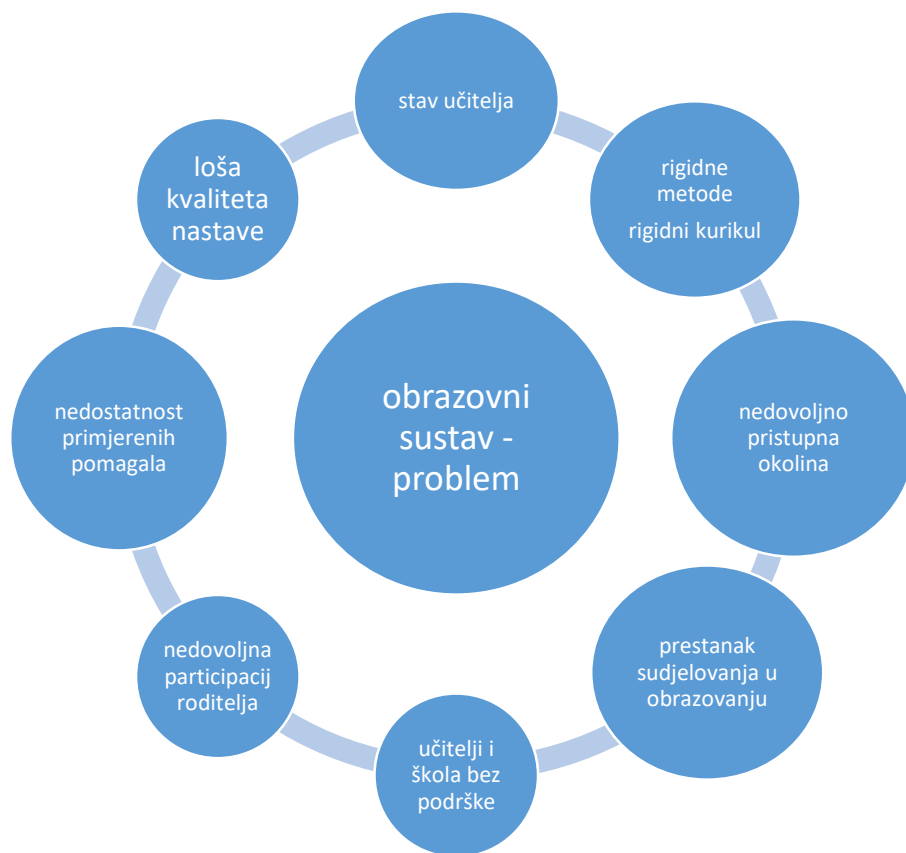 stav učitelja
rigidne
metode
rigidni kurikul
nedovoljno
pristupna
okolina
prestanak
sudjelovanja u
obrazovanju
učitelji i
škola bez
podrške
nedovoljna
participacij
roditelja
nedostatnost
primjerenih
pomagala
loša
kvaliteta
nastave
obrazovni
sustav -
problem